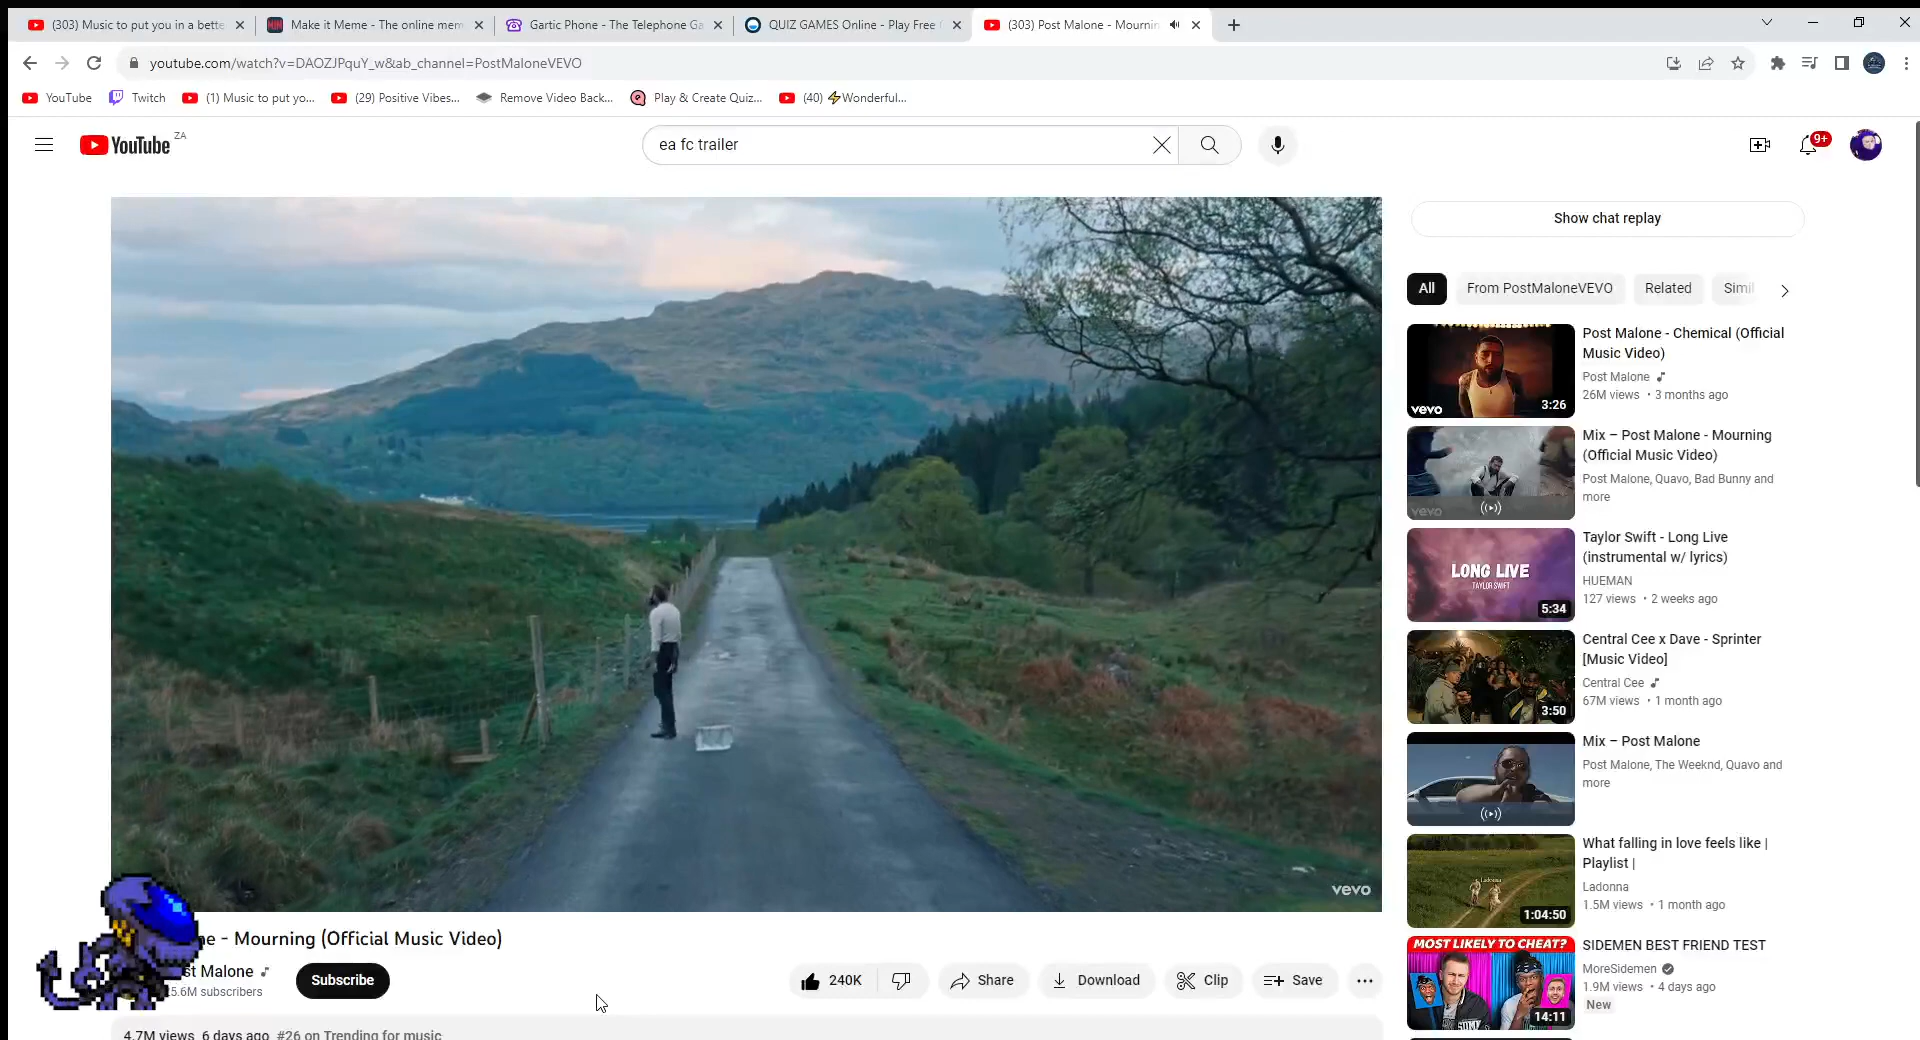 (303) Music to put you in a bette
Make it Meme - The online mem
Gartic Phone - The Telephone Ga
QUIZ GAMES Online - Play Free
(303) Post Malone - Mournin
youtube.com/watch?v=DAOZJPquY_w&ab_channel=PostMaloneVEVO
YouTube
Twitch
(1) Music to put yo...
(29) Positive Vibes...
Remove Video Back...
Play & Create Quiz...
(40) ⚡Wonderful...
YouTube ZA
ea fc trailer
9+
Show chat replay
All
From PostMaloneVEVO
Related
Simil
Post Malone - Chemical (Official
Music Video)
Post Malone
26M views • 3 months ago
vevo
3:26
Mix – Post Malone - Mourning
(Official Music Video)
Post Malone, Quavo, Bad Bunny and
more
vevo
Taylor Swift - Long Live
(instrumental w/ lyrics)
HUEMAN
127 views • 2 weeks ago
LONG LIVE
TAYLOR SWIFT
5:34
Central Cee x Dave - Sprinter
[Music Video]
Central Cee
67M views • 1 month ago
3:50
Mix – Post Malone
Post Malone, The Weeknd, Quavo and
more
What falling in love feels like |
Playlist |
Ladonna
1.5M views • 1 month ago
Ladonna
1:04:50
SIDEMEN BEST FRIEND TEST
MoreSidemen
1.9M views • 4 days ago
New
MOST LIKELY TO CHEAT?
14:11
vevo
ne - Mourning (Official Music Video)
st Malone
5.6M subscribers
Subscribe
240K
Share
Download
Clip
Save
4.7M views 6 days ago #26 on Trending for music